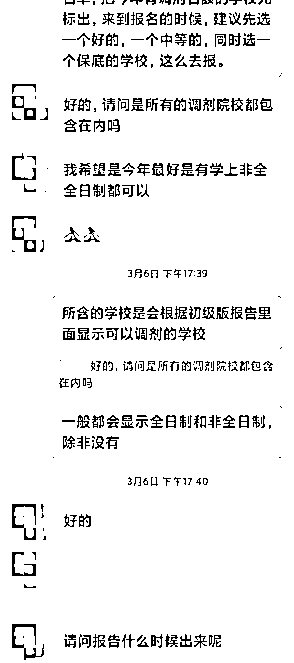 标出，来到报名的时候，建议先选
一个好的，一个中等的，同时选一
个保底的学校，这么去报。
好的，请问是所有的调剂院校都包
含在内吗
我希望是今年最好是有学上非全
全日制都可以
3月6日 下午17:39
所含的学校是会根据初级版报告里
面显示可以调剂的学校
好的，请问是所有的调剂院校都包含
在内吗
一般都会显示全日制和非全日制，
除非没有
3月6日 下午17:40
好的
请问报告什么时候出来呢